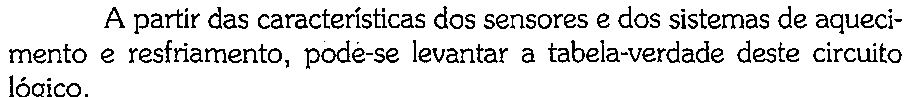 A partir das características dos sensores e dos sistemas de aqueci-
mento e resfriamento, pode-se levantar a tabela-verdade deste circuito
lógico.